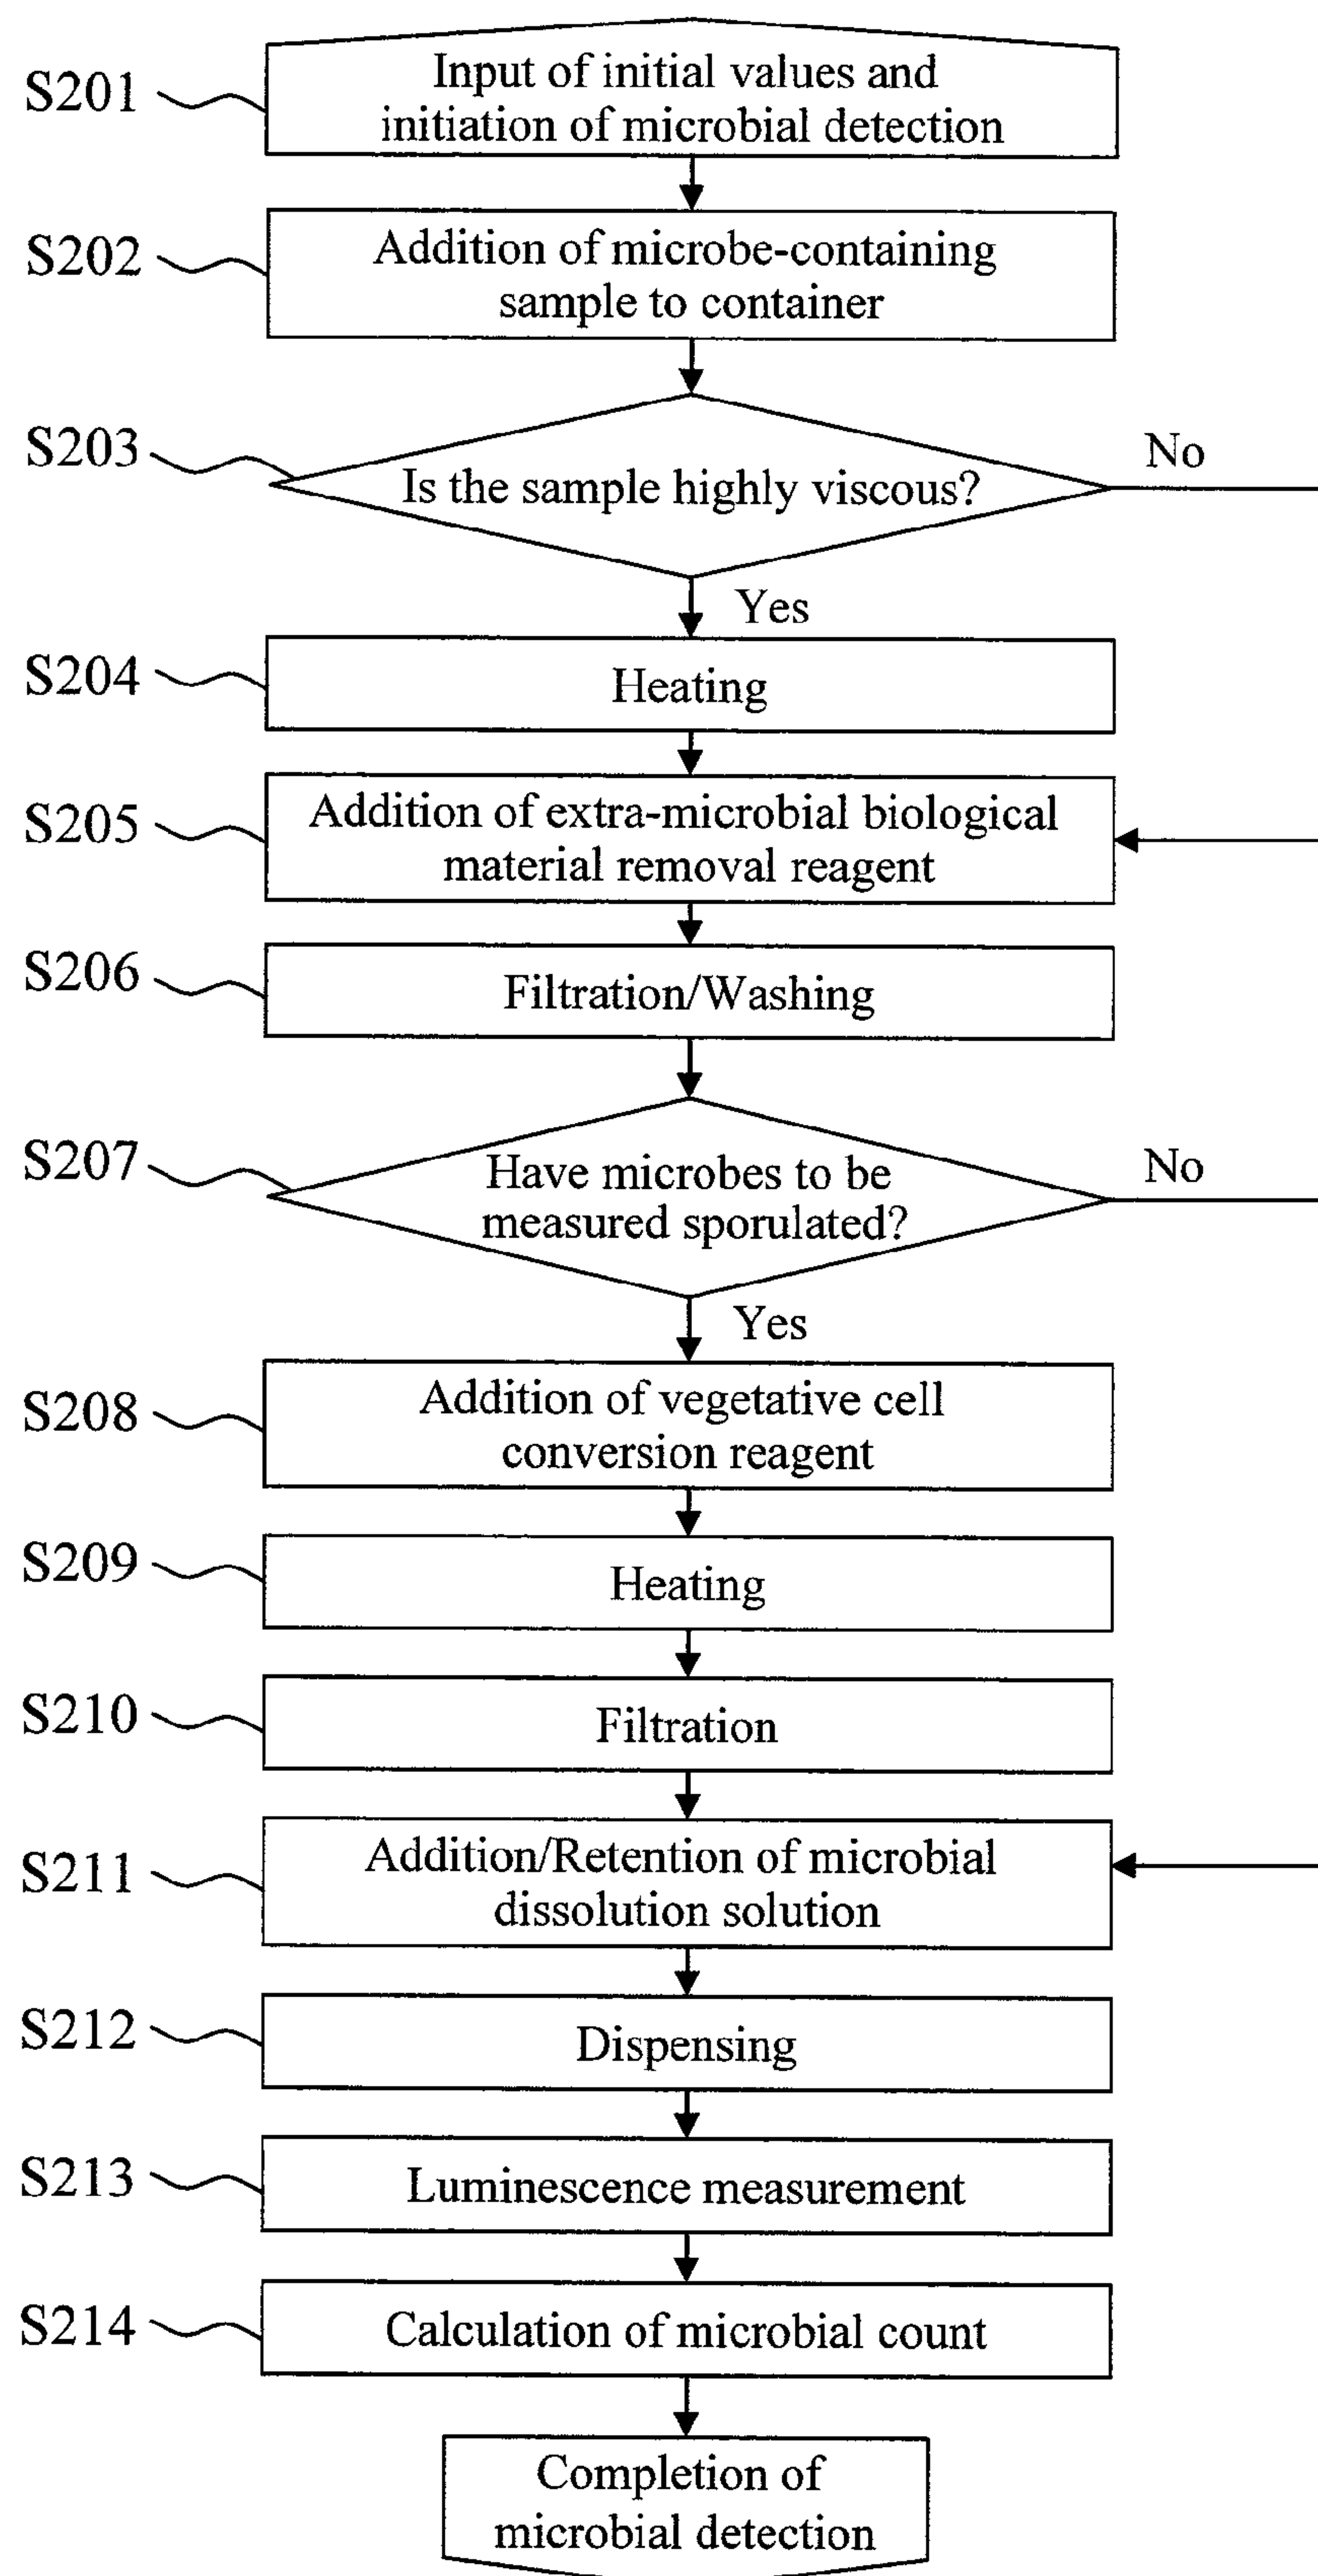 S201
Input of initial values and
initiation of microbial detection
S202
Addition of microbe-containing
sample to container
S203
Is the sample highly viscous?
No
Yes
S204
Heating
S205
Addition of extra-microbial biological
material removal reagent
S206
Filtration/Washing
S207
Have microbes to be
measured sporulated?
No
Yes
S208
Addition of vegetative cell
conversion reagent
S209
Heating
S210
Filtration
S211
Addition/Retention of microbial
dissolution solution
S212
Dispensing
S213
Luminescence measurement
S214
Calculation of microbial count
Completion of
microbial detection